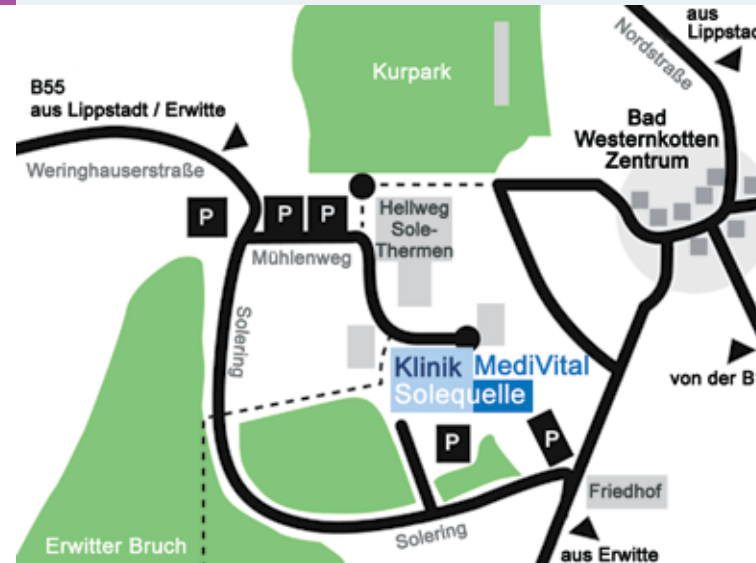 aus
Nordstraße
B55
aus Lippstadt / Erwitte
Kurpark
Bad
Westernkotten
Zentrum
Weringhauserstraße
P
P
P
Hellweg
Sole-
Thermen
Mühlenweg
Solering
Klinik MediVital
Solequelle
von der
P
P
Friedhof
Solering
Erwitter Bruch
aus Erwitte